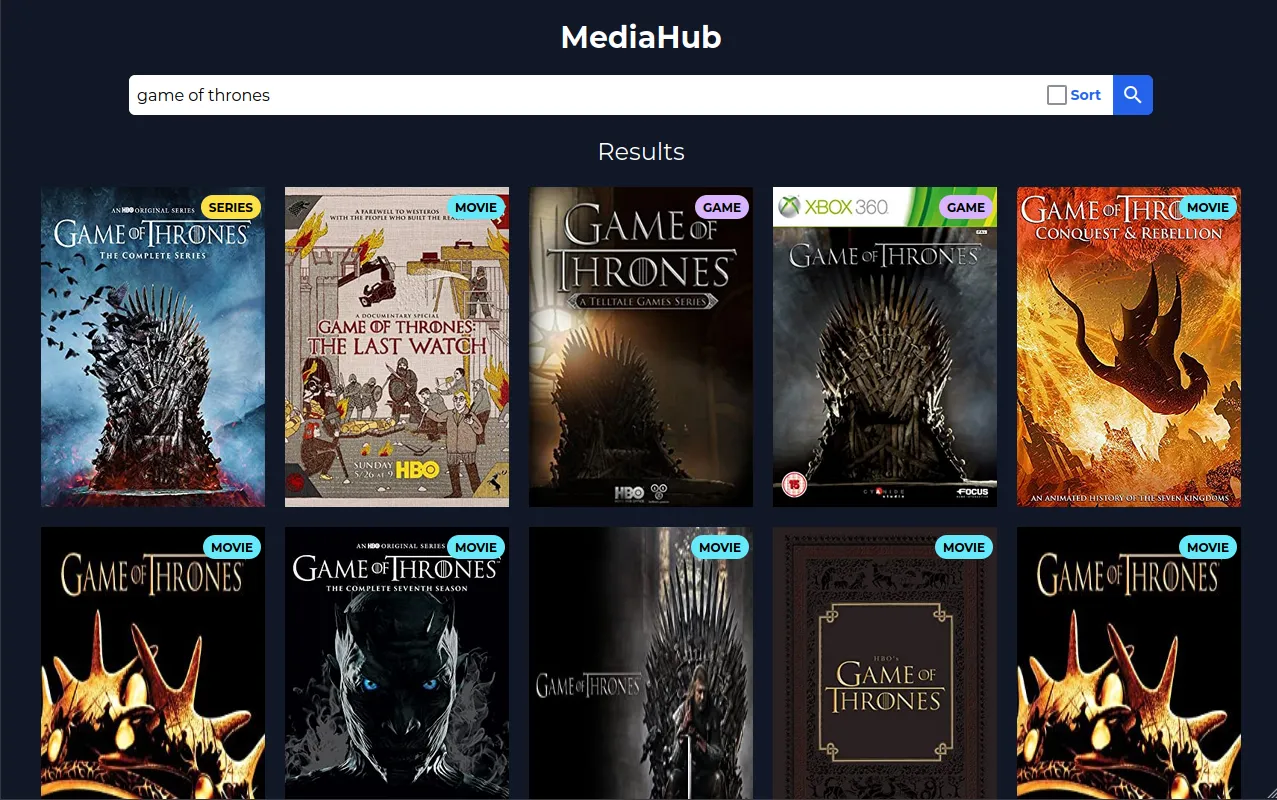 MediaHub
game of thrones
Sort
Results
SERIES
AN HBO ORIGINAL SERIES
GAME OF THRONES
THE COMPLETE SERIES
MOVIE
A FAREWELL TO WESTEROS
WITH THE PEOPLE WHO BUILT THE
A DOCUMENTARY SPECIAL
GAME OF THRONES:
THE LAST WATCH
SUNDAY
5/26 AT 9
HBO
GAME
GAME OF
THRONES
A TELLTALE GAMES SERIES
HBO
GAME
XBOX 360
PAL
GAME OF THRONES
15
CYANIDE
studio
FOCUS
MOVIE
GAME OF THRO
CONQUEST & REBELLION
AN ANIMATED HISTORY OF THE SEVEN KINGDOMS
MOVIE
GAME OF THRONES
MOVIE
AN HBO ORIGINAL SERIES
GAME OF THRONES
THE COMPLETE SEVENTH SEASON
MOVIE
GAME OF THRONES
MOVIE
HBO's
GAME OF
THRONES
MOVIE
GAME OF THRONES